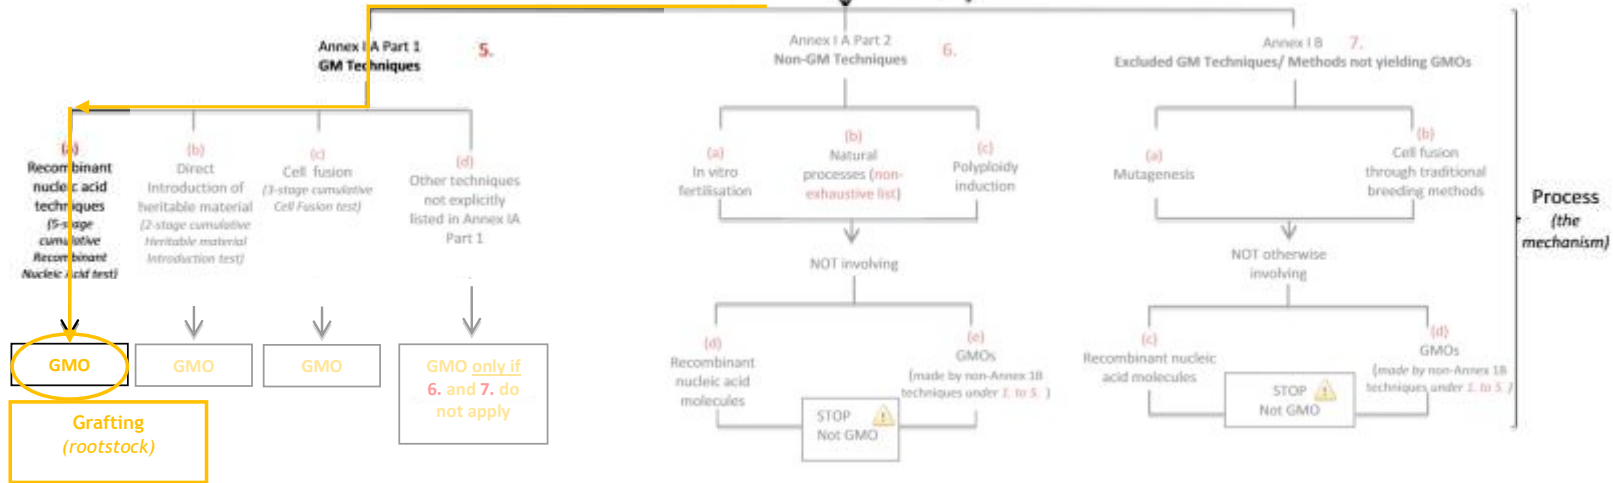 Annex I A Part 1
GM Techniques
5.
Annex I A Part 2
Non-GM Techniques
6.
Annex I B
7.
Excluded GM Techniques/ Methods not yielding GMOs
(a)
Recombinant
nucleic acid
techniques
(5-stage
cumulative
Recombinant
Nucleic Acid test)
(b)
Direct
Introduction of
heritable material
(2-stage cumulative
Heritable material
Introduction test)
(c)
Cell fusion
(3-stage cumulative
Cell Fusion test)
(d)
Other techniques
not explicitly
listed in Annex IA
Part 1
(a)
In vitro
fertilisation
(b)
Natural
processes (non-
exhaustive list)
(c)
Polyploidy
induction
(a)
Mutagenesis
(b)
Cell fusion
through traditional
breeding methods
Process
(the
mechanism)
NOT involving
NOT otherwise
involving
GMO
GMO
GMO
GMO only if
6. and 7. do
not apply
(d)
Recombinant
nucleic acid
molecules
(e)
GMOs
(made by non-Annex 1B
techniques under 1. to 5. )
STOP
Not GMO
(c)
Recombinant nucleic
acid molecules
(d)
GMOs
(made by non-Annex 1B
techniques under 1. to 5. )
STOP
Not GMO
Grafting
(rootstock)